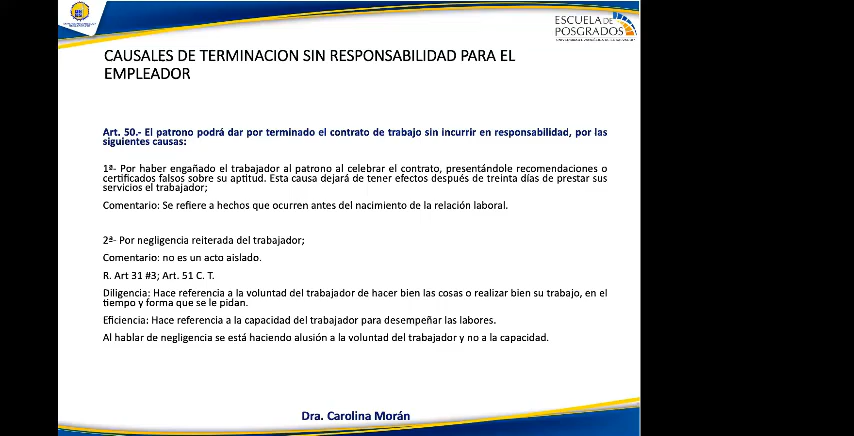 ESCUELA DE
POSGRADOS
CAUSALES DE TERMINACION SIN RESPONSABILIDAD PARA EL
EMPLEADOR
Art. 50.- El patrono podrá dar por terminado el contrato de trabajo sin incurrir en responsabilidad, por las
siguientes causas:
1ª- Por haber engañado el trabajador al patrono al celebrar el contrato, presentándole recomendaciones o
certificados falsos sobre su aptitud. Esta causa dejará de tener efectos después de treinta días de prestar sus
servicios el trabajador;
Comentario: Se refiere a hechos que ocurren antes del nacimiento de la relación laboral.
2ª- Por negligencia reiterada del trabajador;
Comentario: no es un acto aislado.
R. Art 31 #3; Art. 51 C. T.
Diligencia: Hace referencia a la voluntad del trabajador de hacer bien las cosas o realizar bien su trabajo, en el
tiempo y forma que se le pidan.
Eficiencia: Hace referencia a la capacidad del trabajador para desempeñar las labores.
Al hablar de negligencia se está haciendo alusión a la voluntad del trabajador y no a la capacidad.
Dra. Carolina Morán